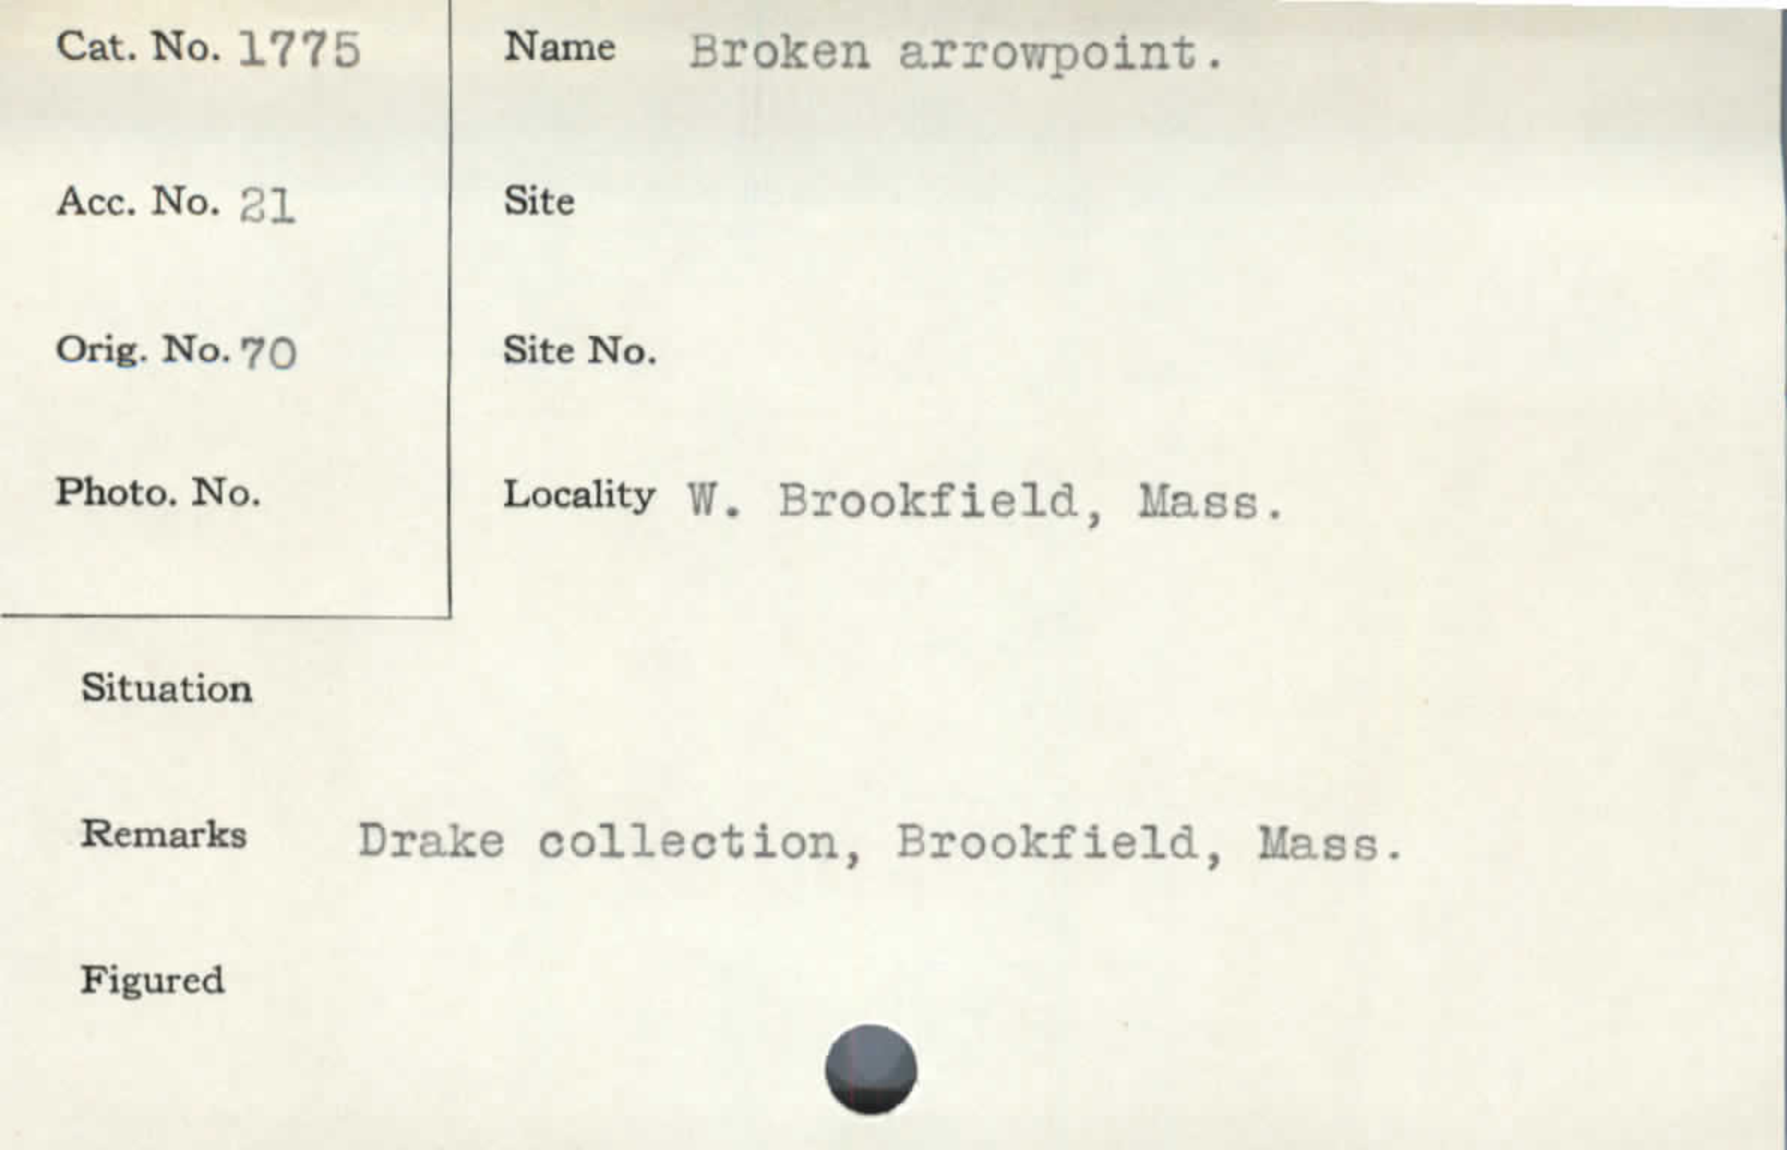 Cat. No. 1775
Name Broken arrowpoint.
Acc. No. 21
Site
Orig. No. 70
Site No.
Photo. No.
Locality W. Brookfield, Mass.
Situation
Remarks Drake collection, Brookfield, Mass.
Figured